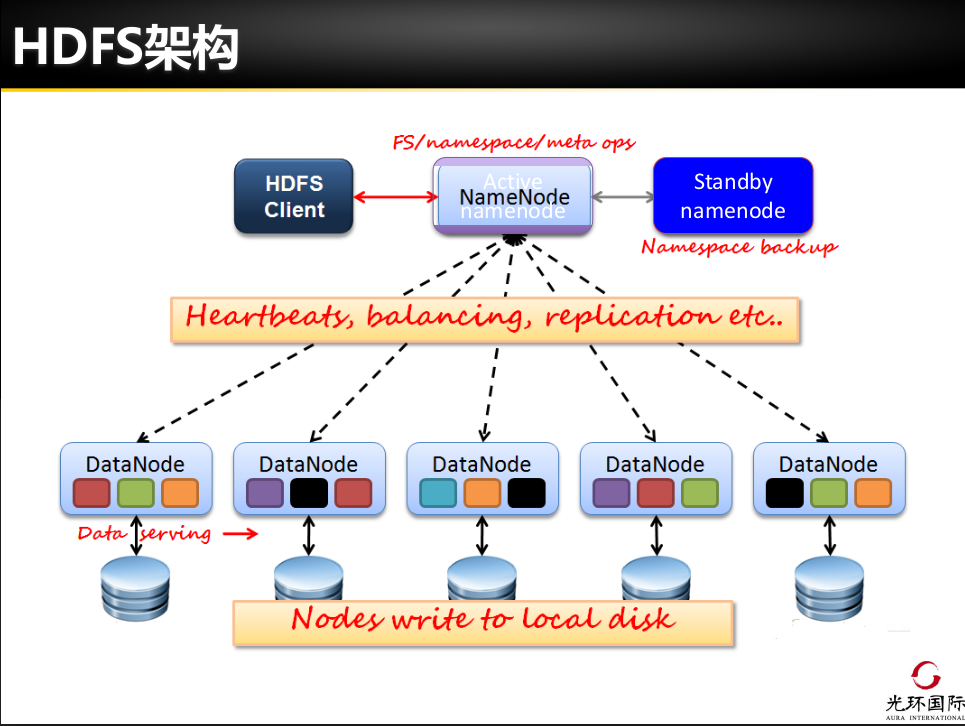 HDFS架构
FS/namespace/meta ops
HDFS
Client
Active
NameNode
namenode
Standby
namenode
Namespace backup
Heartbeats, balancing, replication etc..
DataNode
DataNode
DataNode
DataNode
DataNode
Data serving
Nodes write to local disk
光环国际
AURA INTERNATIONAL